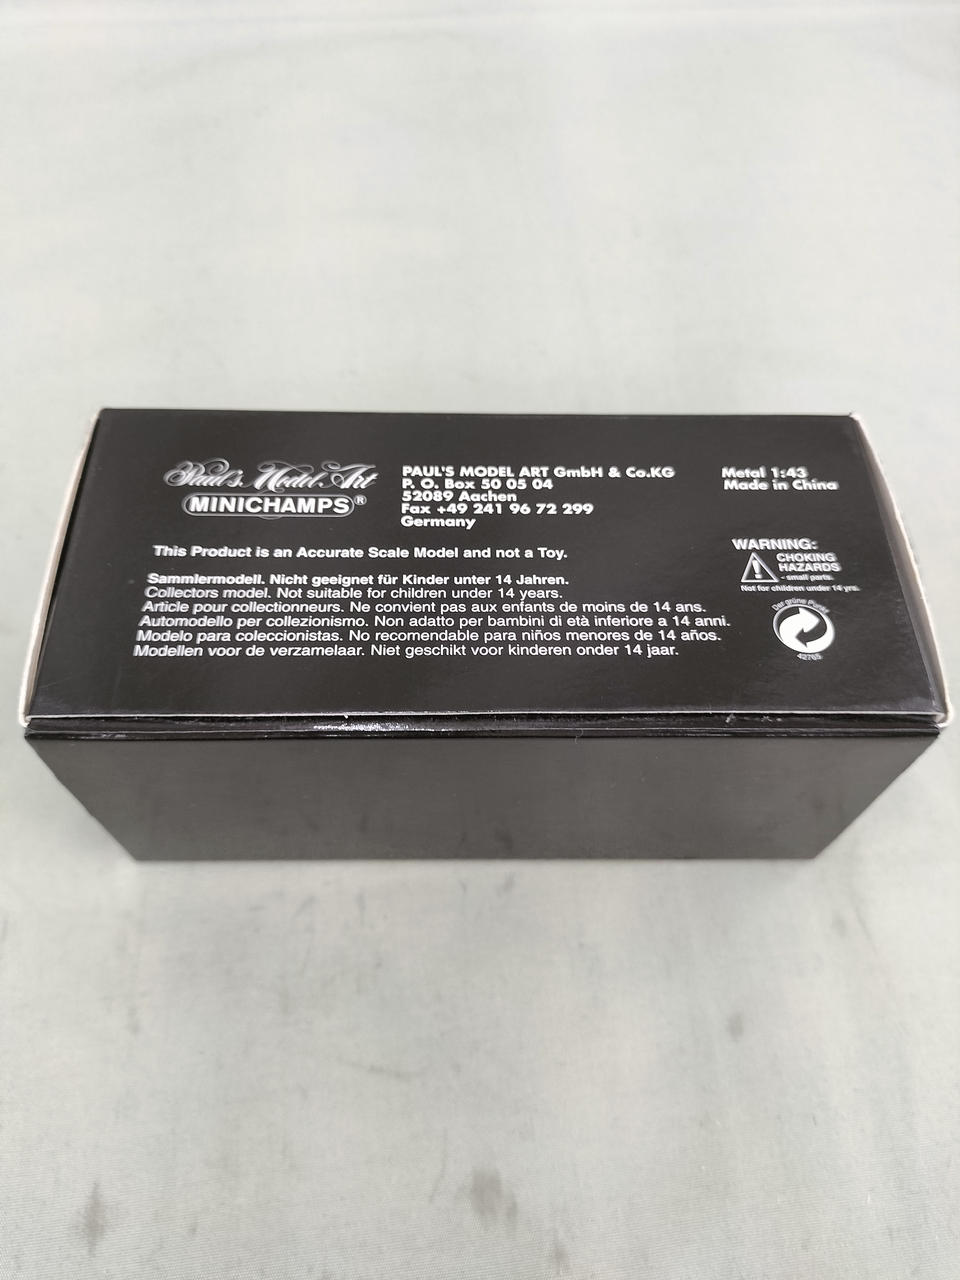 Paul's Model Art
MINICHAMPS®
PAUL'S MODEL ART GmbH & Co.KG
P. O. Box 50 05 04
52089 Aachen
Fax +49 241 96 72 299
Germany
Metal 1:43
Made in China
This Product is an Accurate Scale Model and not a Toy.
Sammlermodell. Nicht geeignet für Kinder unter 14 Jahren.
Collectors model. Not suitable for children under 14 years.
Article pour collectionneurs. Ne convient pas aux enfants de moins de 14 ans.
Automodello per collezionismo. Non adatto per bambini di età inferiore a 14 anni.
Modelo para coleccionistas. No recomendable para niños menores de 14 años.
Modellen voor de verzamelaar. Niet geschikt voor kinderen onder 14 jaar.
WARNING:
CHOKING
HAZARDS
- small parts.
Not for children under 14 yrs.
Der grüne Punkt
42765